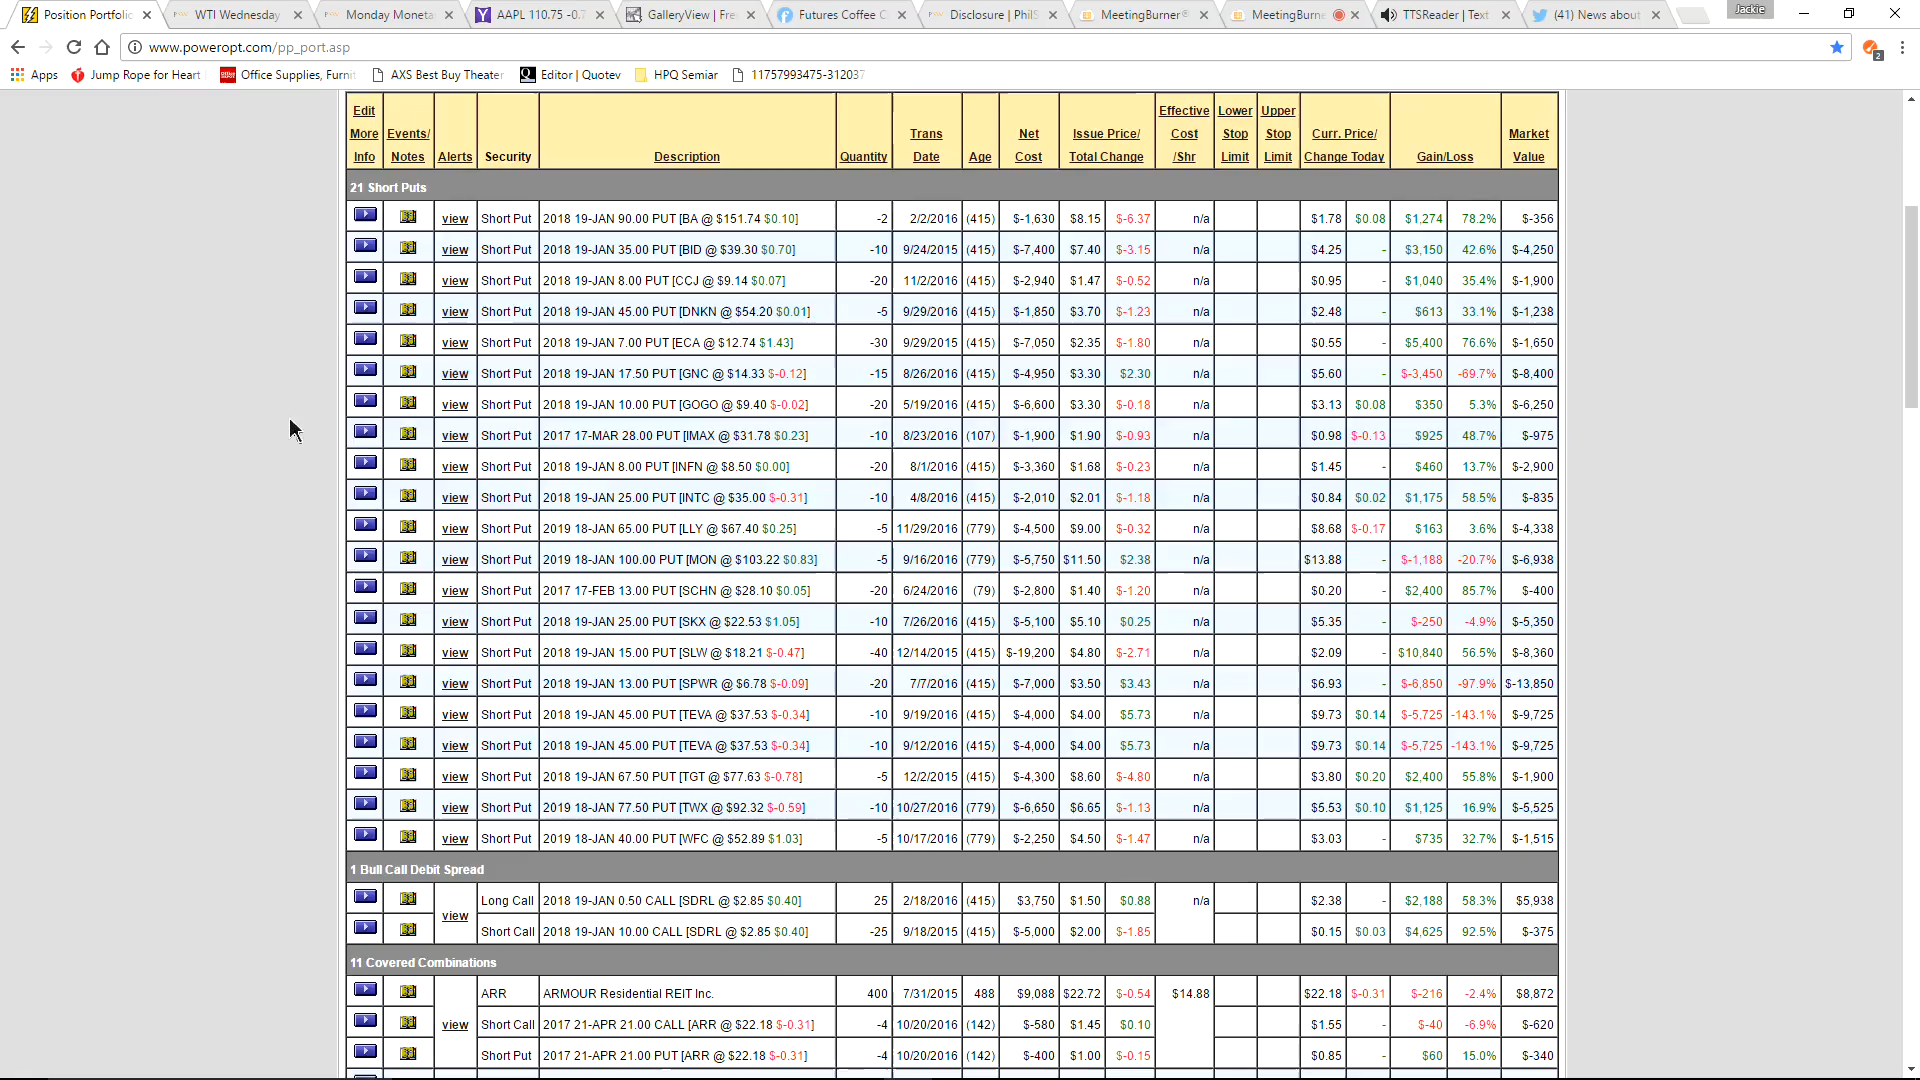 Position Portfolio
WTI Wednesday
Monday Moneta
AAPL 110.75 -0.7
GalleryView | Fre
Futures Coffee C
Disclosure | PhilS
MeetingBurner®
MeetingBurne
TTSReader | Text
(41) News about
Jackie
www.poweropt.com/pp_port.asp
2
Apps
Jump Rope for Heart
Office Supplies, Furni
AXS Best Buy Theater
Editor | Quotev
HPQ Semiar
11757993475-312037
Edit More Info Events/ Notes Alerts Security Description Quantity Trans Date Age Net Cost Issue Price/ Total Change Effective Cost /Shr Lower Stop Limit Upper Stop Limit Curr. Price/ Change Today Gain/Loss Market Value
21 Short Puts
view Short Put 2018 19-JAN 90.00 PUT [BA @ $151.74 $0.10] -2 2/2/2016 (415) $-1,630 $8.15 $-6.37 n/a $1.78 $0.08 $1,274 78.2% $-356
view Short Put 2018 19-JAN 35.00 PUT [BID @ $39.30 $0.70] -10 9/24/2015 (415) $-7,400 $7.40 $-3.15 n/a $4.25 - $3,150 42.6% $-4,250
view Short Put 2018 19-JAN 8.00 PUT [CCJ @ $9.14 $0.07] -20 11/2/2016 (415) $-2,940 $1.47 $-0.52 n/a $0.95 - $1,040 35.4% $-1,900
view Short Put 2018 19-JAN 45.00 PUT [DNKN @ $54.20 $0.01] -5 9/29/2016 (415) $-1,850 $3.70 $-1.23 n/a $2.48 - $613 33.1% $-1,238
view Short Put 2018 19-JAN 7.00 PUT [ECA @ $12.74 $1.43] -30 9/29/2015 (415) $-7,050 $2.35 $-1.80 n/a $0.55 - $5,400 76.6% $-1,650
view Short Put 2018 19-JAN 17.50 PUT [GNC @ $14.33 $-0.12] -15 8/26/2016 (415) $-4,950 $3.30 $2.30 n/a $5.60 - $-3,450 -69.7% $-8,400
view Short Put 2018 19-JAN 10.00 PUT [GOGO @ $9.40 $-0.02] -20 5/19/2016 (415) $-6,600 $3.30 $-0.18 n/a $3.13 $0.08 $350 5.3% $-6,250
view Short Put 2017 17-MAR 28.00 PUT [IMAX @ $31.78 $0.23] -10 8/23/2016 (107) $-1,900 $1.90 $-0.93 n/a $0.98 $-0.13 $925 48.7% $-975
view Short Put 2018 19-JAN 8.00 PUT [INFN @ $8.50 $0.00] -20 8/1/2016 (415) $-3,360 $1.68 $-0.23 n/a $1.45 - $460 13.7% $-2,900
view Short Put 2018 19-JAN 25.00 PUT [INTC @ $35.00 $-0.31] -10 4/8/2016 (415) $-2,010 $2.01 $-1.18 n/a $0.84 $0.02 $1,175 58.5% $-835
view Short Put 2019 18-JAN 65.00 PUT [LLY @ $67.40 $0.25] -5 11/29/2016 (779) $-4,500 $9.00 $-0.32 n/a $8.68 $-0.17 $163 3.6% $-4,338
view Short Put 2019 18-JAN 100.00 PUT [MON @ $103.22 $0.83] -5 9/16/2016 (779) $-5,750 $11.50 $2.38 n/a $13.88 - $-1,188 -20.7% $-6,938
view Short Put 2017 17-FEB 13.00 PUT [SCHN @ $28.10 $0.05] -20 6/24/2016 (79) $-2,800 $1.40 $-1.20 n/a $0.20 - $2,400 85.7% $-400
view Short Put 2018 19-JAN 25.00 PUT [SKX @ $22.53 $1.05] -10 7/26/2016 (415) $-5,100 $5.10 $0.25 n/a $5.35 - $-250 -4.9% $-5,350
view Short Put 2018 19-JAN 15.00 PUT [SLW @ $18.21 $-0.47] -40 12/14/2015 (415) $-19,200 $4.80 $-2.71 n/a $2.09 - $10,840 56.5% $-8,360
view Short Put 2018 19-JAN 13.00 PUT [SPWR @ $6.78 $-0.09] -20 7/7/2016 (415) $-7,000 $3.50 $3.43 n/a $6.93 - $-6,850 -97.9% $-13,850
view Short Put 2018 19-JAN 45.00 PUT [TEVA @ $37.53 $-0.34] -10 9/19/2016 (415) $-4,000 $4.00 $5.73 n/a $9.73 $0.14 $-5,725 -143.1% $-9,725
view Short Put 2018 19-JAN 45.00 PUT [TEVA @ $37.53 $-0.34] -10 9/12/2016 (415) $-4,000 $4.00 $5.73 n/a $9.73 $0.14 $-5,725 -143.1% $-9,725
view Short Put 2018 19-JAN 67.50 PUT [TGT @ $77.63 $-0.78] -5 12/2/2015 (415) $-4,300 $8.60 $-4.80 n/a $3.80 $0.20 $2,400 55.8% $-1,900
view Short Put 2019 18-JAN 77.50 PUT [TWX @ $92.32 $-0.59] -10 10/27/2016 (779) $-6,650 $6.65 $-1.13 n/a $5.53 $0.10 $1,125 16.9% $-5,525
view Short Put 2019 18-JAN 40.00 PUT [WFC @ $52.89 $1.03] -5 10/17/2016 (779) $-2,250 $4.50 $-1.47 n/a $3.03 - $735 32.7% $-1,515
1 Bull Call Debit Spread
view Long Call 2018 19-JAN 0.50 CALL [SDRL @ $2.85 $0.40] 25 2/18/2016 (415) $3,750 $1.50 $0.88 n/a $2.38 - $2,188 58.3% $5,938
Short Call 2018 19-JAN 10.00 CALL [SDRL @ $2.85 $0.40] -25 9/18/2015 (415) $-5,000 $2.00 $-1.85 $0.15 $0.03 $4,625 92.5% $-375
11 Covered Combinations
ARR ARMOUR Residential REIT Inc. 400 7/31/2015 488 $9,088 $22.72 $-0.54 $14.88 $22.18 $-0.31 $-216 -2.4% $8,872
view Short Call 2017 21-APR 21.00 CALL [ARR @ $22.18 $-0.31] -4 10/20/2016 (142) $-580 $1.45 $0.10 $1.55 - $-40 -6.9% $-620
Short Put 2017 21-APR 21.00 PUT [ARR @ $22.18 $-0.31] -4 10/20/2016 (142) $-400 $1.00 $-0.15 $0.85 - $60 15.0% $-340